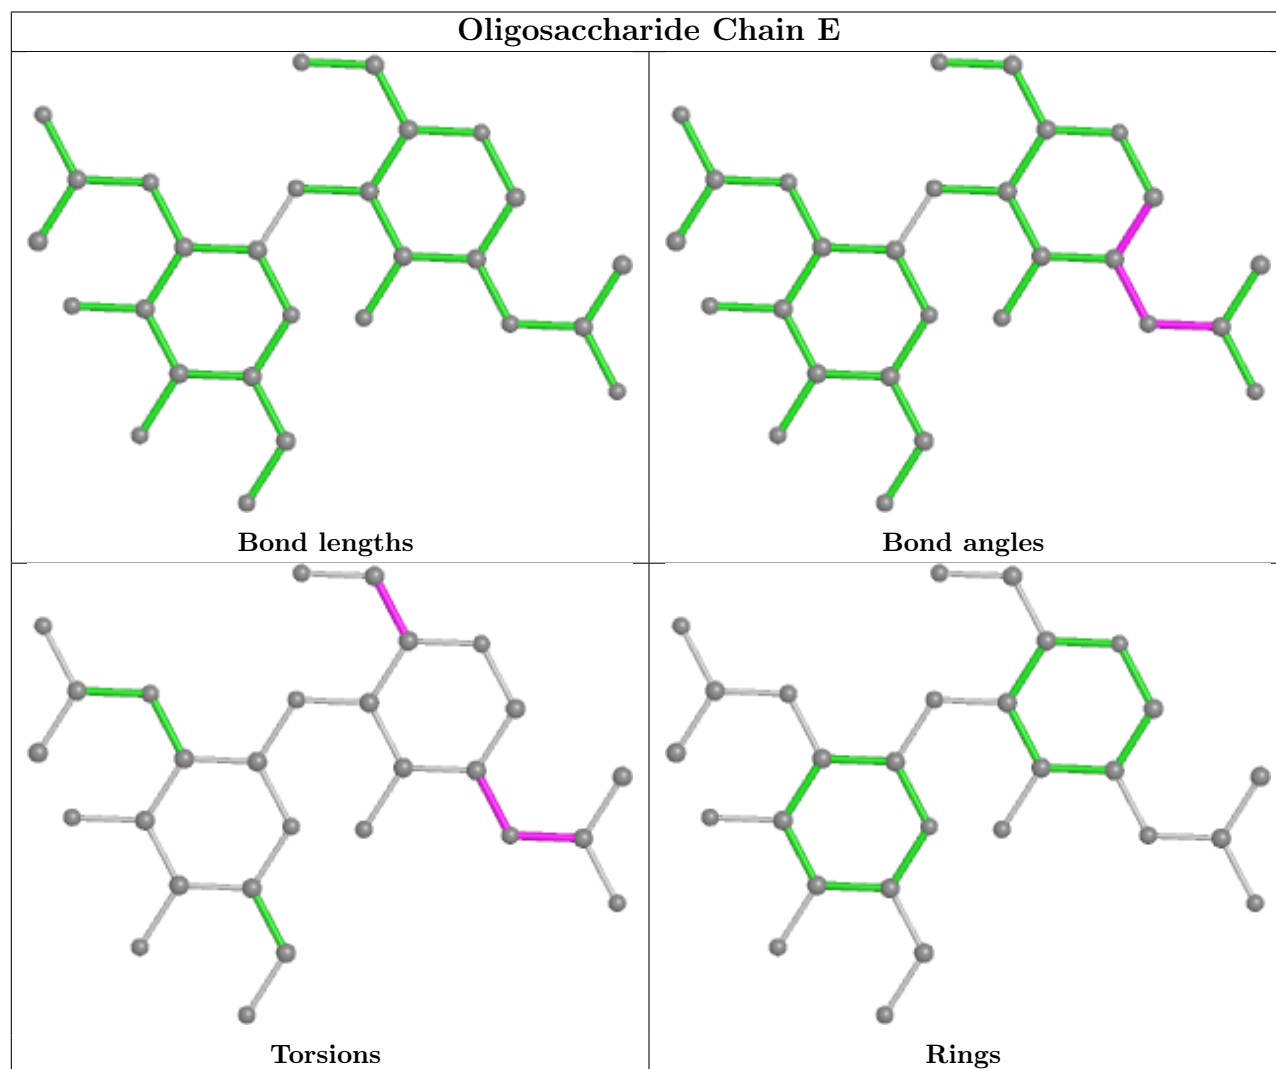 Oligosaccharide Chain E
Bond lengths
Bond angles
Torsions
Rings